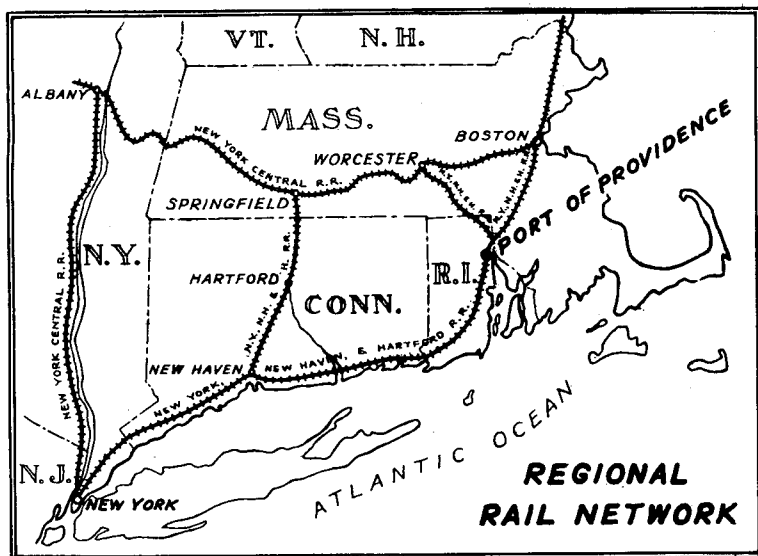 VT.
N. H.
ALBANY
MASS.
NEW YORK CENTRAL R. R.
BOSTON
WORCESTER
PORT OF PROVIDENCE
N.Y. N.H. & H. R.R.
SPRINGFIELD
N.Y.
HARTFORD
N.Y. N.H. & H. R.R.
CONN.
R.I.
NEW YORK CENTRAL R. R.
NEW HAVEN
NEW YORK, NEW HAVEN, & HARTFORD R. R.
N. J.
NEW YORK
ATLANTIC OCEAN
REGIONAL
RAIL NETWORK